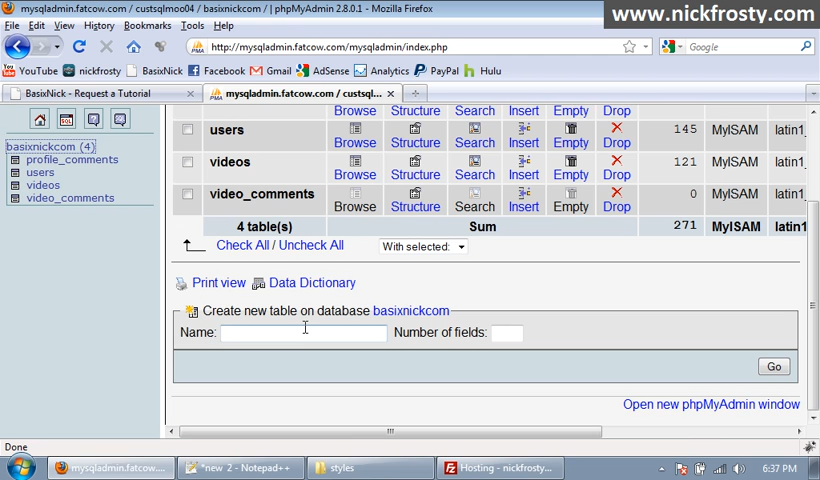 mysqladmin.fatcow.com / custsqlmoo04 / basixnickcom / | phpMyAdmin 2.8.0.1 - Mozilla Firefox
www.nickfrosty.com
File Edit View History Bookmarks Tools Help
http://mysqladmin.fatcow.com/mysqladmin/index.php
Google
YouTube nickfrosty BasixNick Facebook Gmail AdSense Analytics PayPal Hulu
BasixNick - Request a Tutorial mysqladmin.fatcow.com / custsql...
basixnickcom (4)
profile_comments
users
videos
video_comments
Browse Structure Search Insert Empty Drop
users 145 MyISAM latin1_
Browse Structure Search Insert Empty Drop
videos 121 MyISAM latin1_
Browse Structure Search Insert Empty Drop
video_comments 0 MyISAM latin1_
Browse Structure Search Insert Empty Drop
4 table(s) Sum 271 MyISAM latin1
Check All / Uncheck All With selected:
Print view Data Dictionary
Create new table on database basixnickcom
Name: Number of fields:
Go
Open new phpMyAdmin window
Done
mysqladmin.fatcow.com... *new 2 - Notepad++ styles Hosting - nickfrosty... 6:37 PM